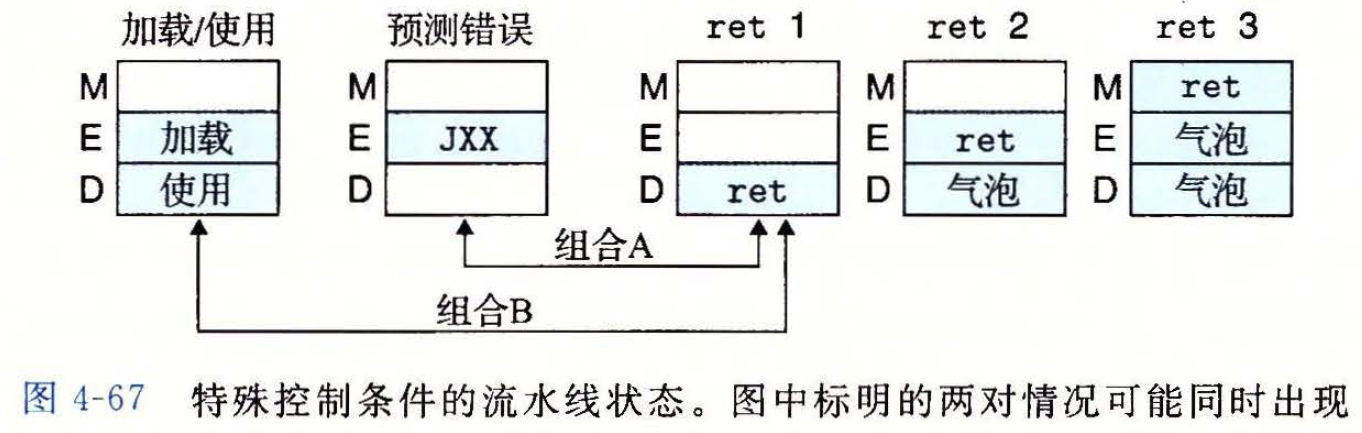 加载/使用 预测错误 ret 1 ret 2 ret 3
M M M M M ret
E 加载 E JXX E E ret E 气泡
D 使用 D D ret D 气泡 D 气泡
组合A
组合B
图 4-67 特殊控制条件的流水线状态。图中标明的两对情况可能同时出现